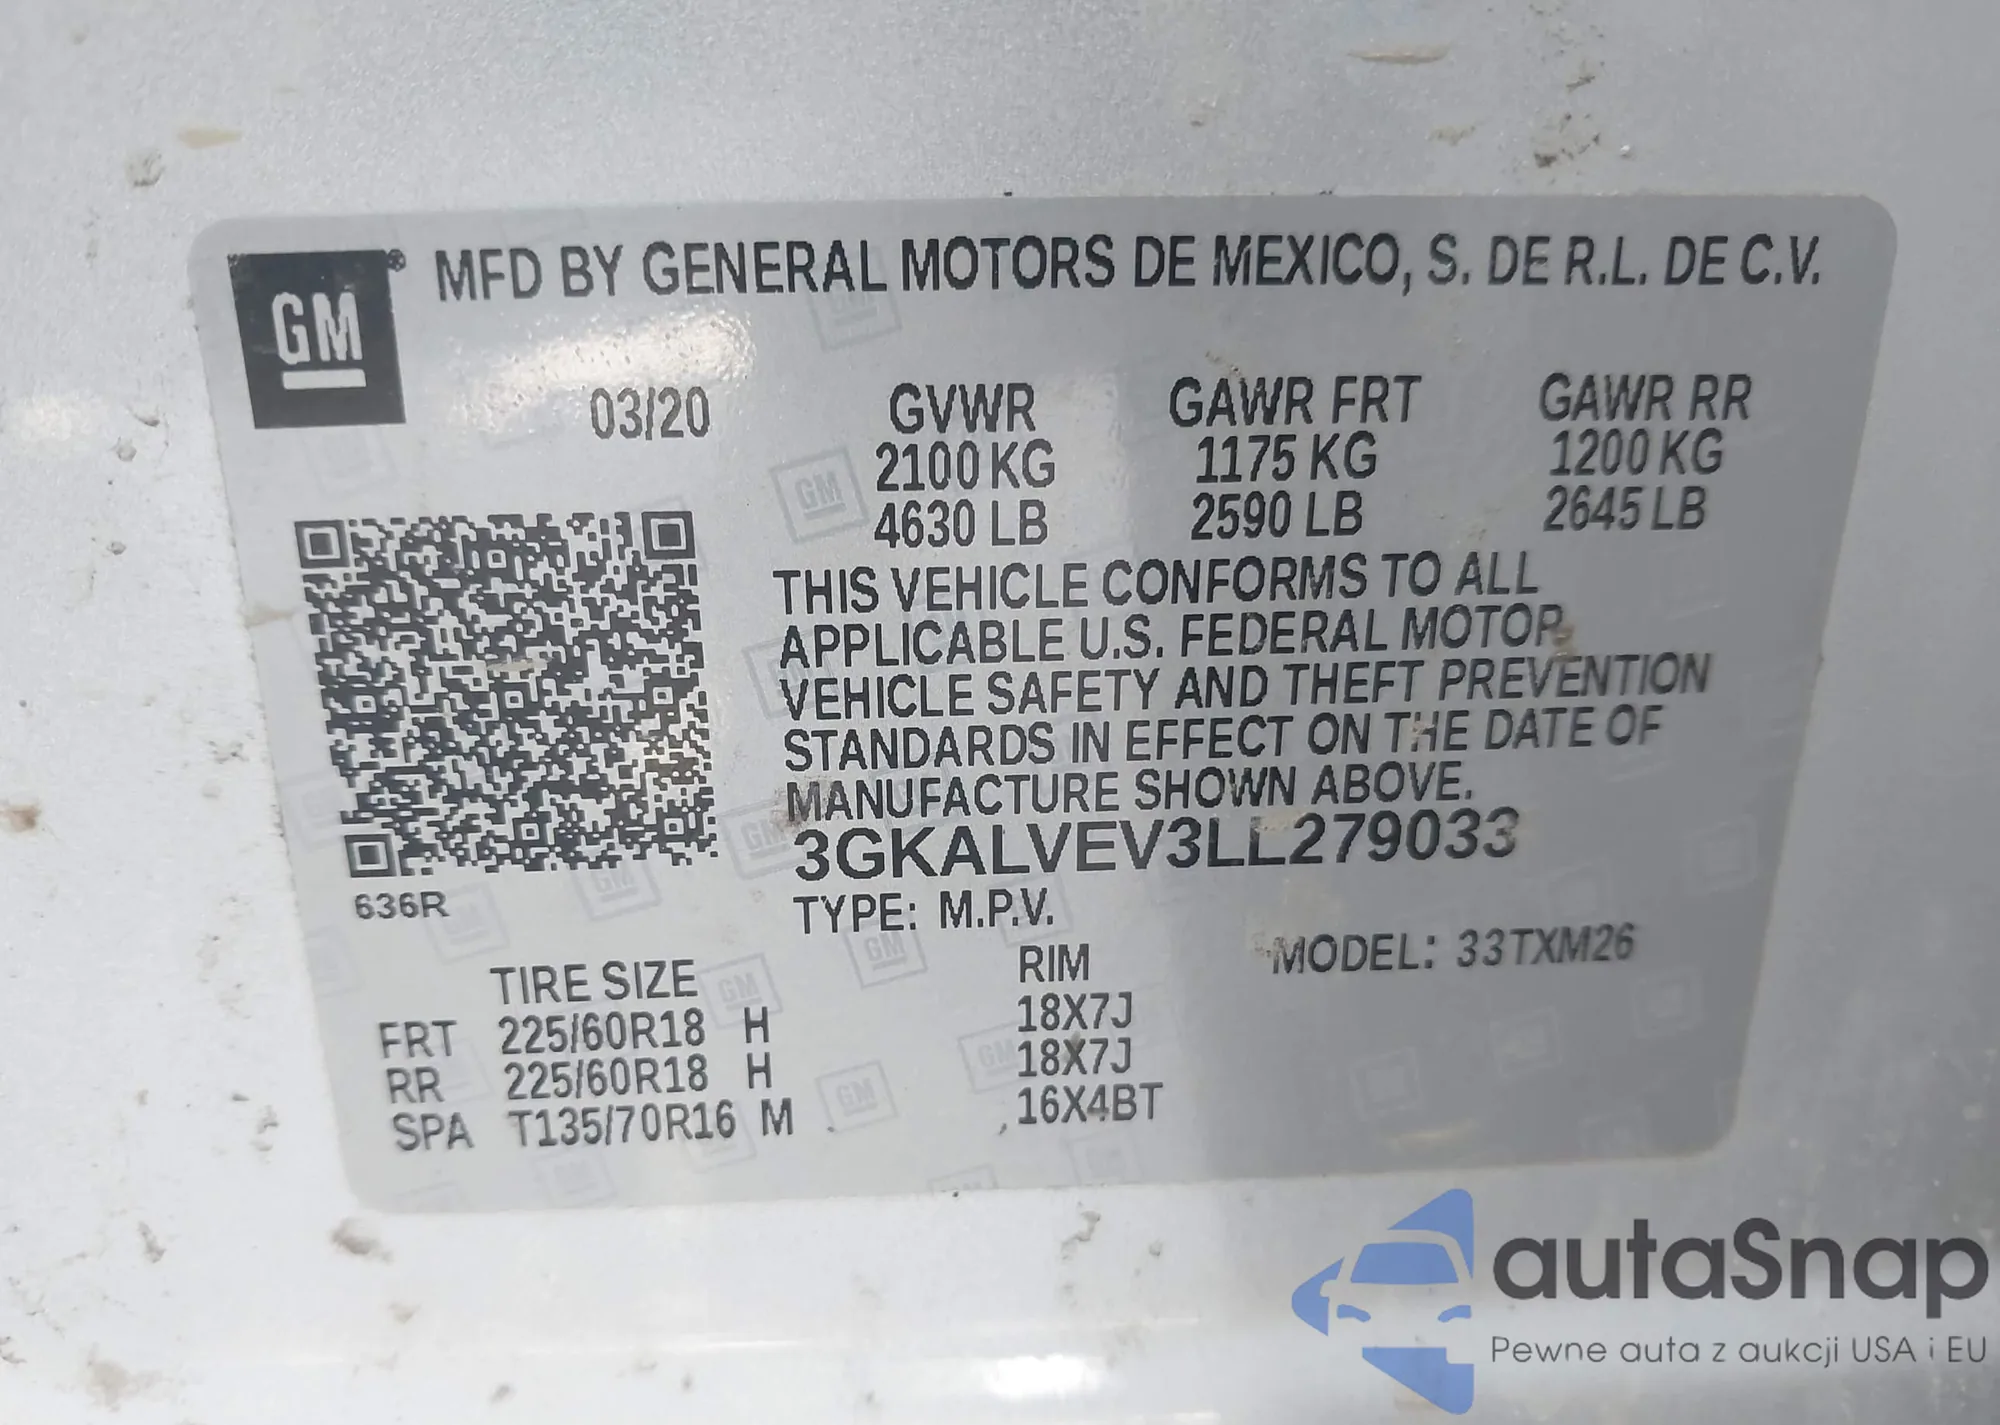 GM ® MFD BY GENERAL MOTORS DE MEXICO, S. DE R.L. DE C.V.
03/20 GVWR GAWR FRT GAWR RR
2100 KG 1175 KG 1200 KG
4630 LB 2590 LB 2645 LB
THIS VEHICLE CONFORMS TO ALL
APPLICABLE U.S. FEDERAL MOTOR
VEHICLE SAFETY AND THEFT PREVENTION
STANDARDS IN EFFECT ON THE DATE OF
MANUFACTURE SHOWN ABOVE.
3GKALVEV3LL279033
636R
TYPE: M.P.V. MODEL: 33TXM26
TIRE SIZE RIM
FRT 225/60R18 H 18X7J
RR 225/60R18 H 18X7J
SPA T135/70R16 M 16X4BT
autaSnap
Pewne auta z aukcji USA i EU